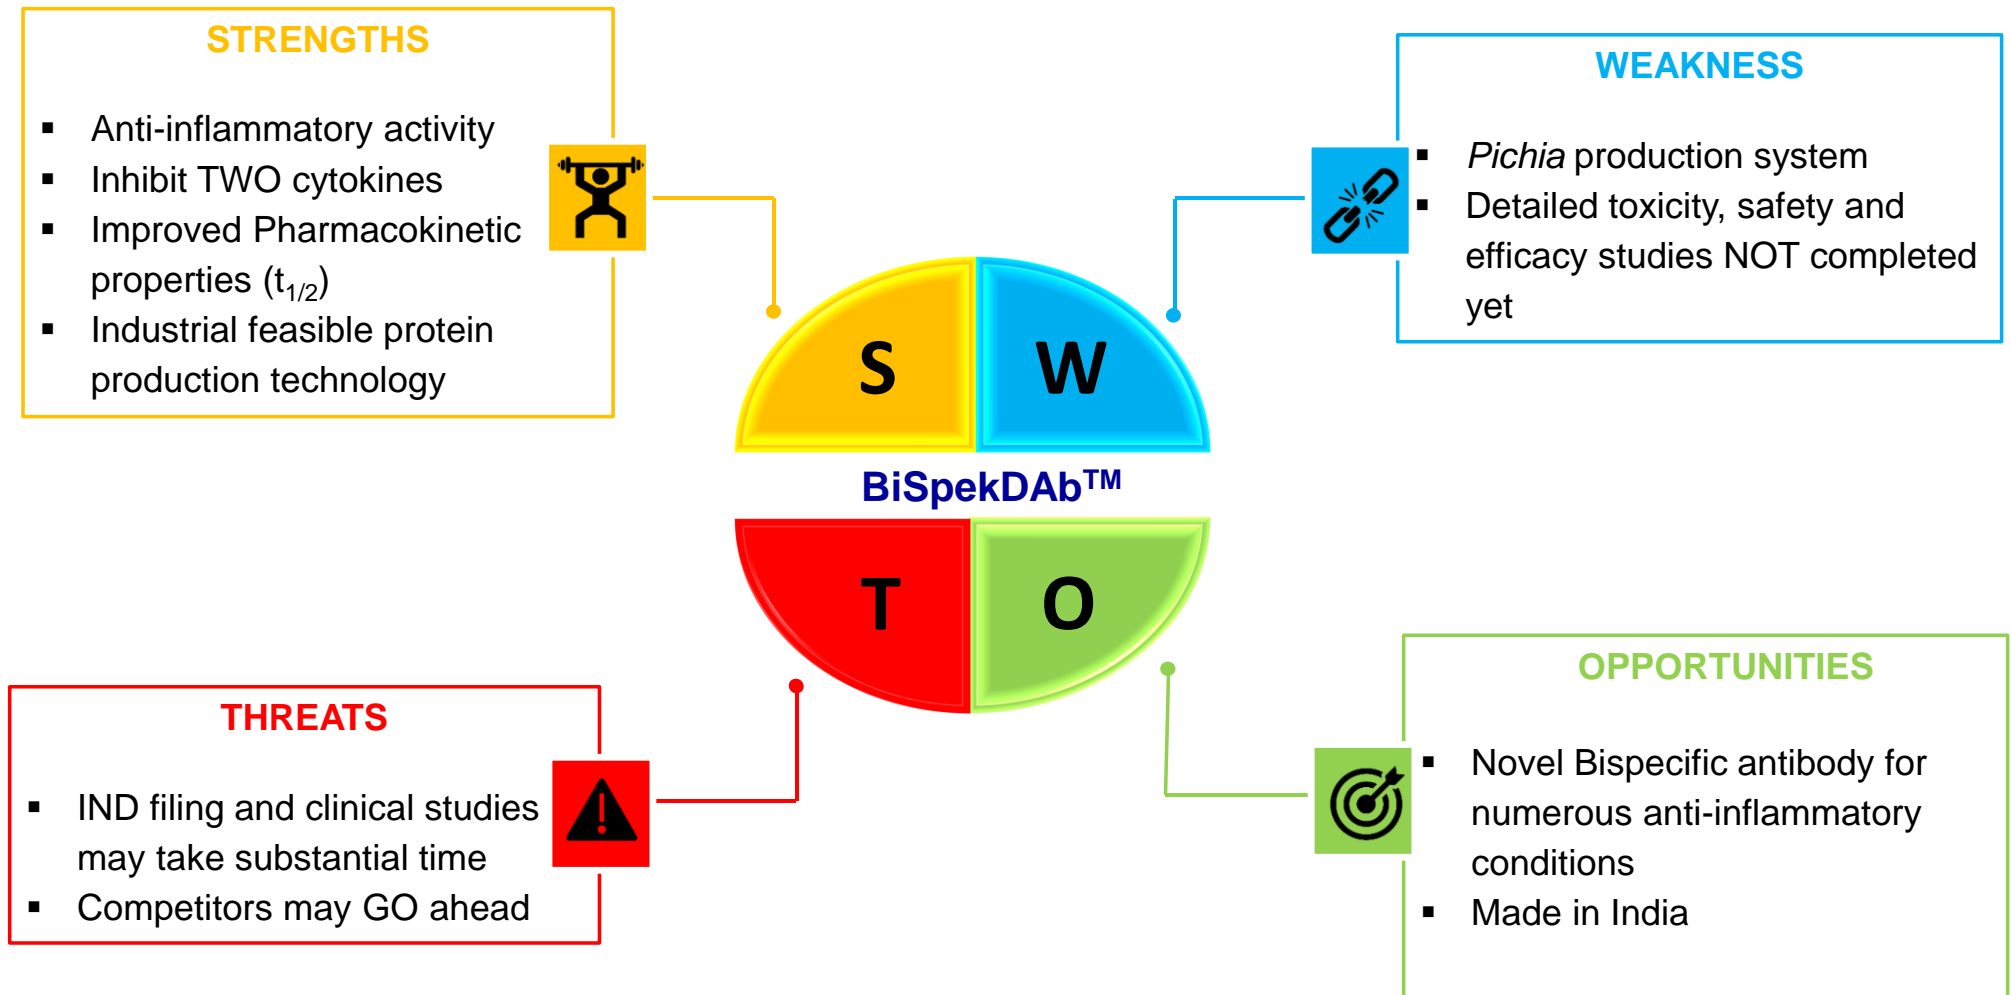 STRENGTHS
▪ Anti-inflammatory activity
▪ Inhibit TWO cytokines
▪ Improved Pharmacokinetic
properties (t1/2)
▪ Industrial feasible protein
production technology
WEAKNESS
▪ Pichia production system
▪ Detailed toxicity, safety and
efficacy studies NOT completed
yet
S
W
BiSpekDAb™
T
O
THREATS
▪ IND filing and clinical studies
may take substantial time
▪ Competitors may GO ahead
OPPORTUNITIES
▪ Novel Bispecific antibody for
numerous anti-inflammatory
conditions
▪ Made in India